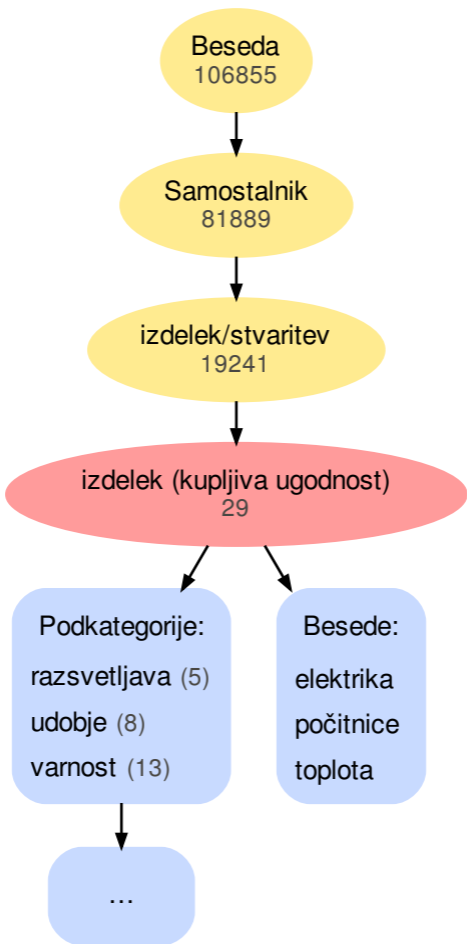 Beseda
106855
Samostalnik
81889
izdelek/stvaritev
19241
izdelek (kupljiva ugodnost)
29
Podkategorije:
razsvetljava (5)
udobje (8)
varnost (13)
Besede:
elektrika
počitnice
toplota
...